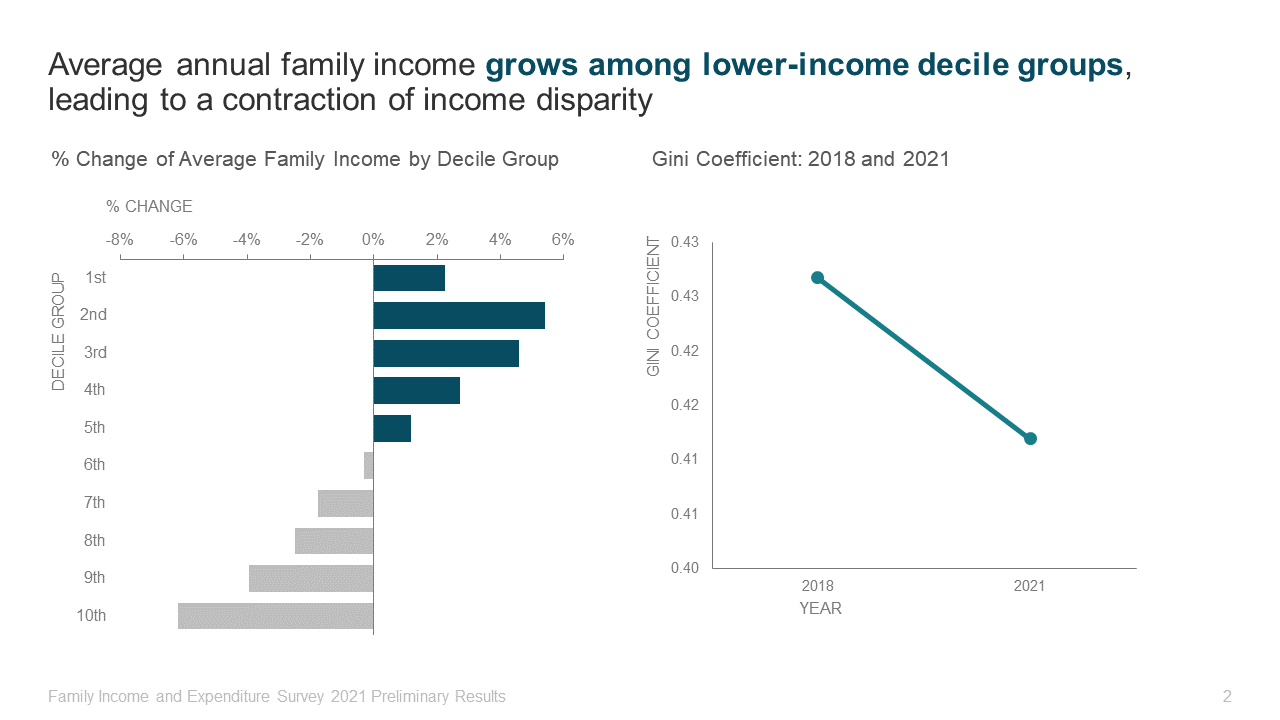 Average annual family income grows among lower-income decile groups,
leading to a contraction of income disparity
% Change of Average Family Income by Decile Group
% CHANGE
-8% -6% -4% -2% 0% 2% 4% 6%
DECILE GROUP
1st
2nd
3rd
4th
5th
6th
7th
8th
9th
10th
Gini Coefficient: 2018 and 2021
GINI COEFFICIENT
0.43
0.43
0.42
0.42
0.41
0.41
0.40
2018 2021
YEAR
Family Income and Expenditure Survey 2021 Preliminary Results
2